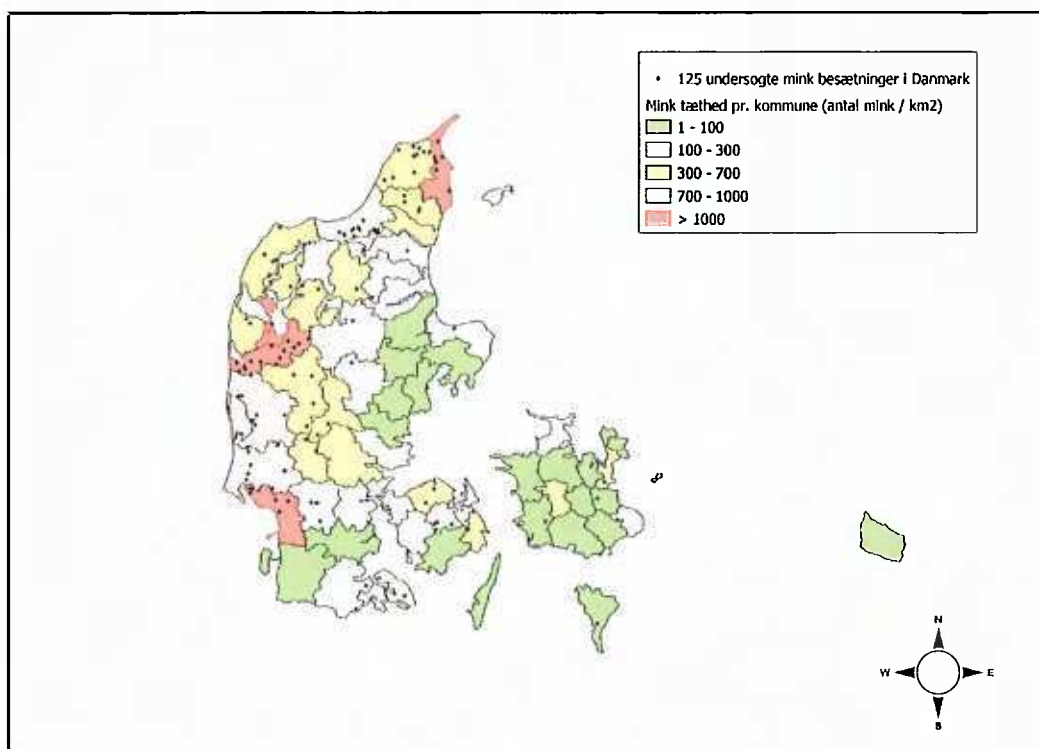 125 undersøgte mink besætninger i Danmark
Mink tæthed pr. kommune (antal mink / km2)
1 - 100
100 - 300
300 - 700
700 - 1000
> 1000
N
W E
S